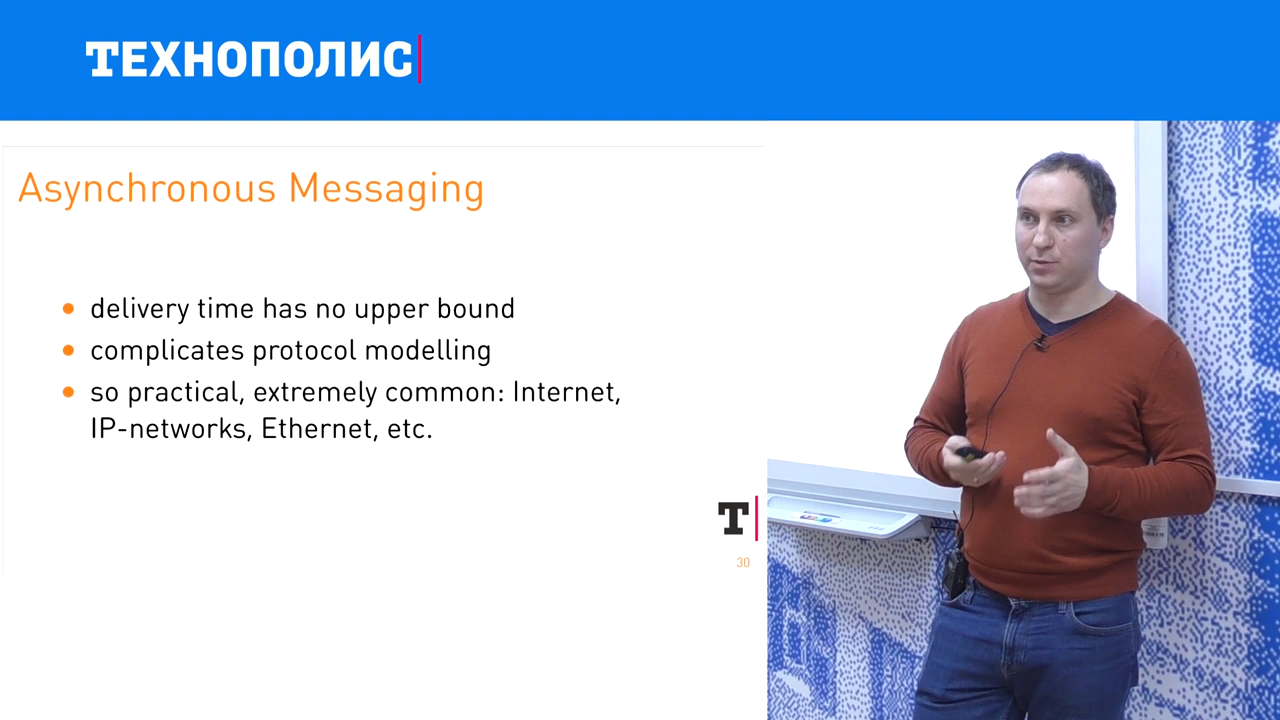 ТЕХНОПОЛИС
Asynchronous Messaging
delivery time has no upper bound
complicates protocol modelling
so practical, extremely common: Internet,
IP-networks, Ethernet, etc.
Т
30